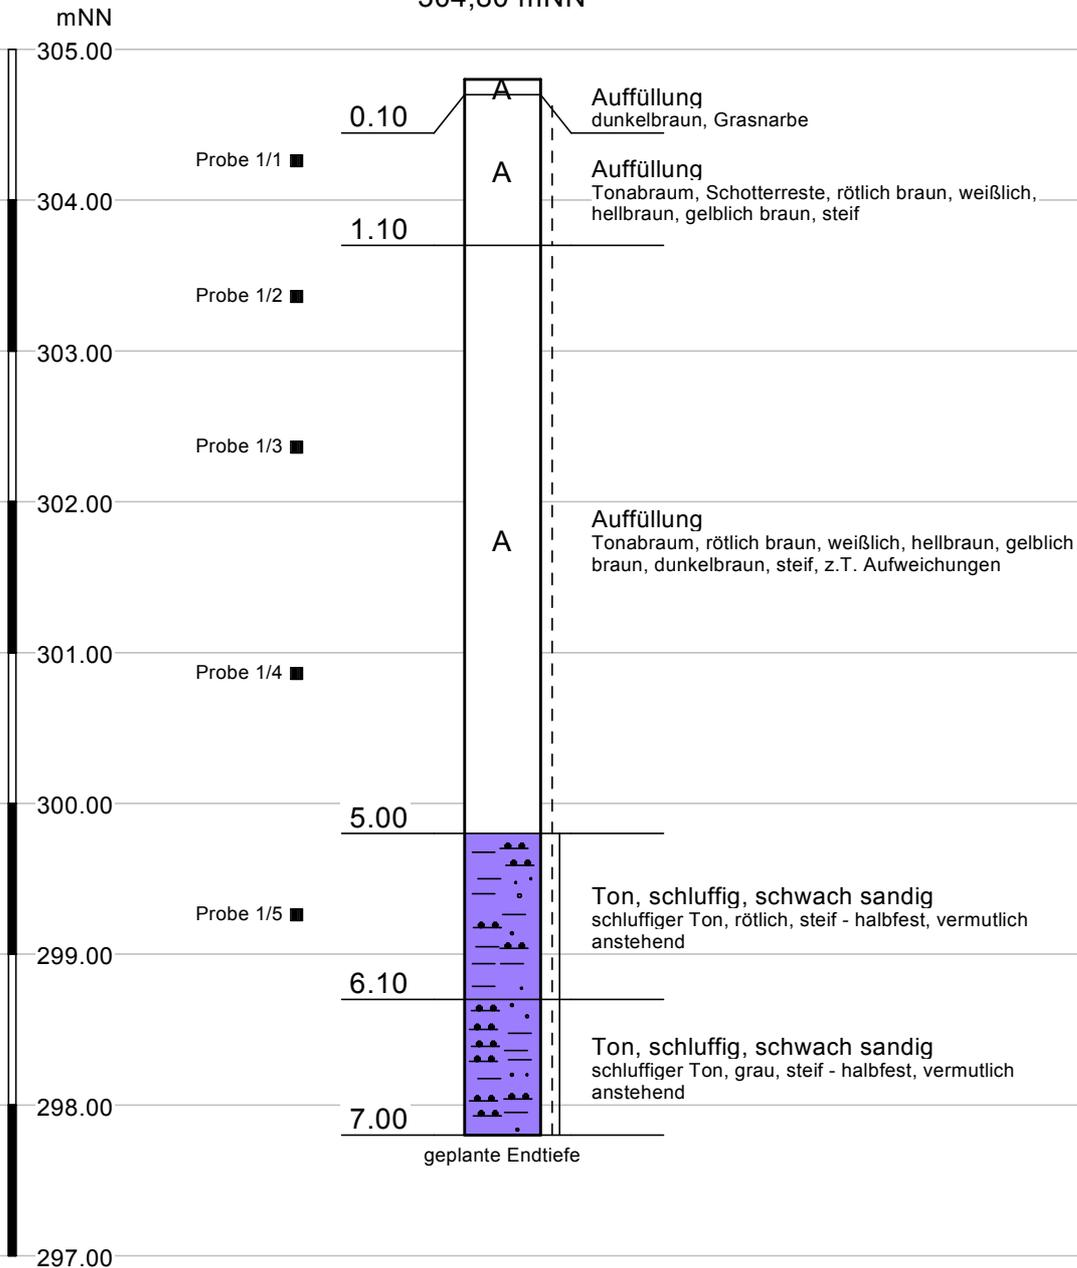 304,80 mNN
mNN
305.00
A
Auffüllung
dunkelbraun, Grasnarbe
0.10
Probe 1/1
A
Auffüllung
Tonabraum, Schotterreste, rötlich braun, weißlich,
hellbraun, gelblich braun, steif
304.00
1.10
Probe 1/2
303.00
Probe 1/3
302.00
A
Auffüllung
Tonabraum, rötlich braun, weißlich, hellbraun, gelblich
braun, dunkelbraun, steif, z.T. Aufweichungen
301.00
Probe 1/4
300.00
5.00
Ton, schluffig, schwach sandig
schluffiger Ton, rötlich, steif - halbfest, vermutlich
anstehend
Probe 1/5
299.00
6.10
Ton, schluffig, schwach sandig
schluffiger Ton, grau, steif - halbfest, vermutlich
anstehend
298.00
7.00
geplante Endtiefe
297.00